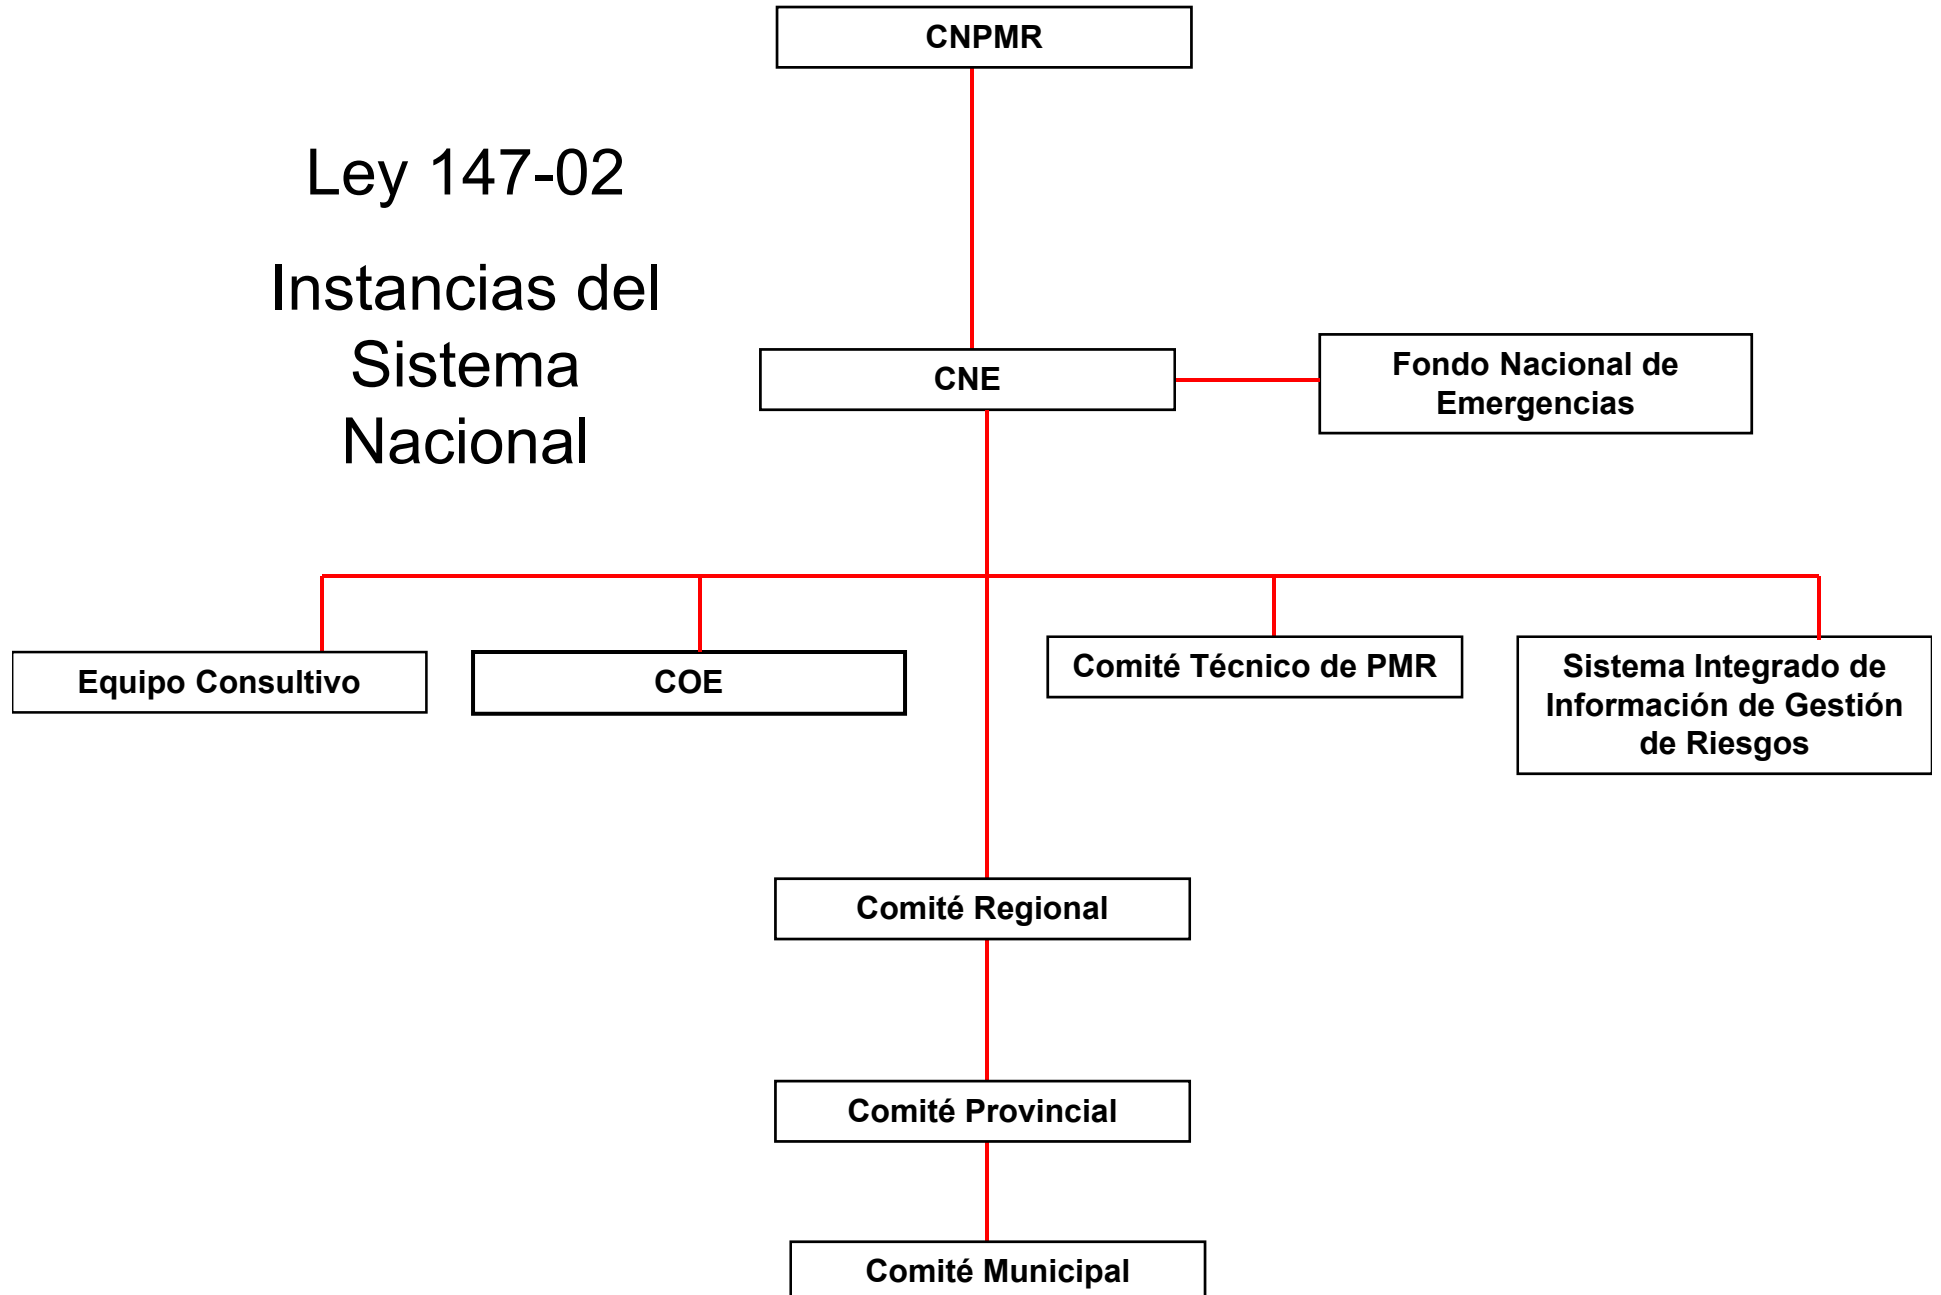 CNPMR
Ley 147-02
Instancias del
Sistema
Nacional
CNE
Fondo Nacional de
Emergencias
Equipo Consultivo
COE
Comité Técnico de PMR
Sistema Integrado de
Información de Gestión
de Riesgos
Comité Regional
Comité Provincial
Comité Municipal